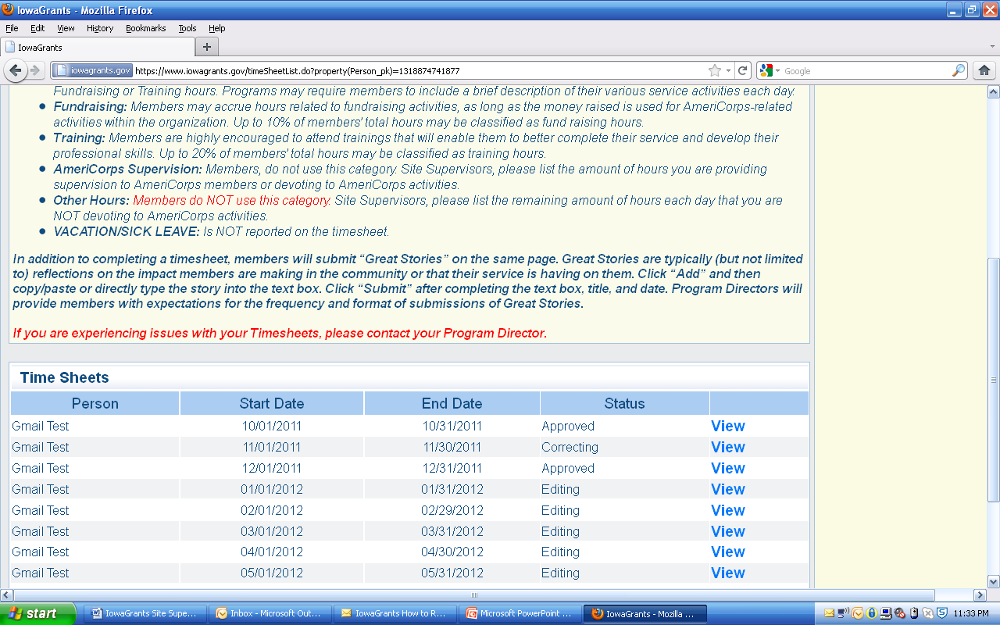 IowaGrants - Mozilla Firefox
File Edit View History Bookmarks Tools Help
IowaGrants
iowagrants.gov https://www.iowagrants.gov/timeSheetList.do?property(Person_pk)=1318874741877 Google
Fundraising or Training hours. Programs may require members to include a brief description of their various service activities each day.
Fundraising: Members may accrue hours related to fundraising activities, as long as the money raised is used for AmeriCorps-related
activities within the organization. Up to 10% of members' total hours may be classified as fund raising hours.
Training: Members are highly encouraged to attend trainings that will enable them to better complete their service and develop their
professional skills. Up to 20% of members' total hours may be classified as training hours.
AmeriCorps Supervision: Members, do not use this category. Site Supervisors, please list the amount of hours you are providing
supervision to AmeriCorps members or devoting to AmeriCorps activities.
Other Hours: Members do NOT use this category. Site Supervisors, please list the remaining amount of hours each day that you are
NOT devoting to AmeriCorps activities.
VACATION/SICK LEAVE: Is NOT reported on the timesheet.
In addition to completing a timesheet, members will submit “Great Stories” on the same page. Great Stories are typically (but not limited
to) reflections on the impact members are making in the community or that their service is having on them. Click “Add” and then
copy/paste or directly type the story into the text box. Click “Submit” after completing the text box, title, and date. Program Directors will
provide members with expectations for the frequency and format of submissions of Great Stories.
If you are experiencing issues with your Timesheets, please contact your Program Director.
Time Sheets
Person Start Date End Date Status
Gmail Test 10/01/2011 10/31/2011 Approved View
Gmail Test 11/01/2011 11/30/2011 Correcting View
Gmail Test 12/01/2011 12/31/2011 Approved View
Gmail Test 01/01/2012 01/31/2012 Editing View
Gmail Test 02/01/2012 02/29/2012 Editing View
Gmail Test 03/01/2012 03/31/2012 Editing View
Gmail Test 04/01/2012 04/30/2012 Editing View
Gmail Test 05/01/2012 05/31/2012 Editing View
start IowaGrants Site Supe... Inbox - Microsoft Out... IowaGrants How to R... Microsoft PowerPoint ... IowaGrants - Mozilla ... 11:33 PM